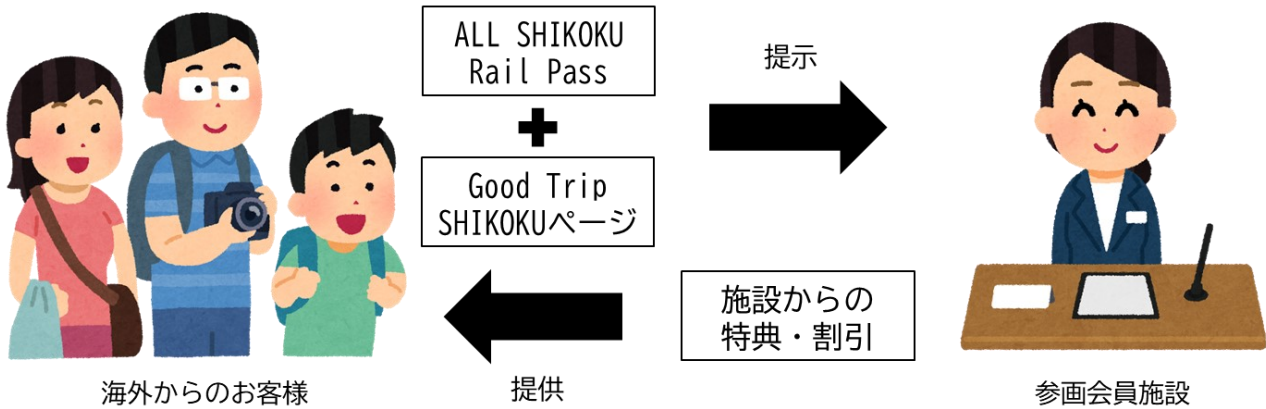 ALL SHIKOKU
Rail Pass
Good Trip
SHIKOKUページ
提示
施設からの
特典・割引
提供
海外からのお客様
参画会員施設